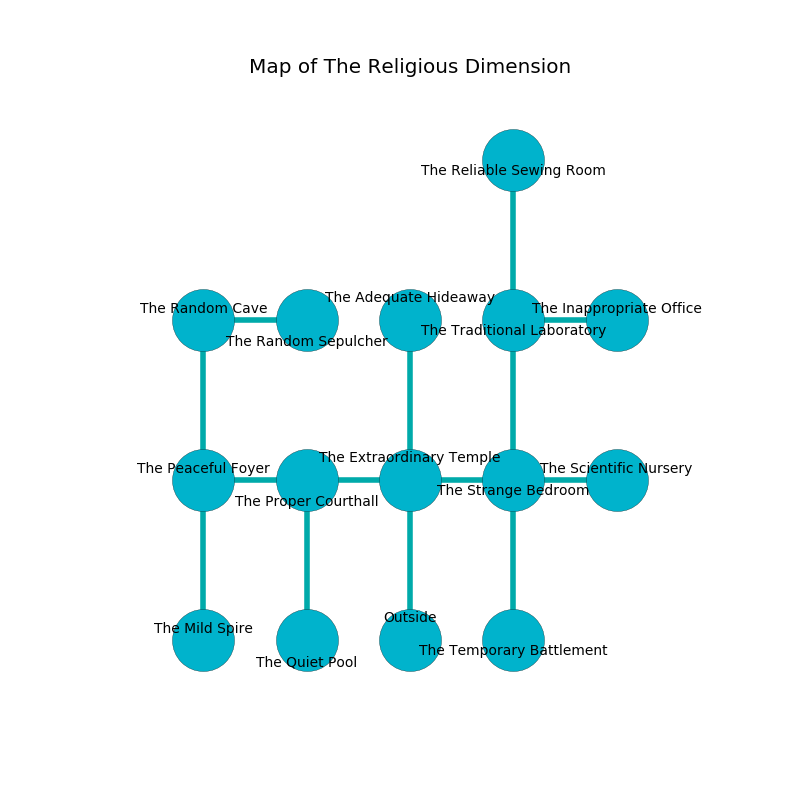 Map of The Religious Dimension
The Reliable Sewing Room
The Adequate Hideaway
The Random Cave
The Inappropriate Office
The Traditional Laboratory
The Random Sepulcher
The Extraordinary Temple
The Peaceful Foyer
The Scientific Nursery
The Strange Bedroom
The Proper Courthall
Outside
The Mild Spire
The Temporary Battlement
The Quiet Pool